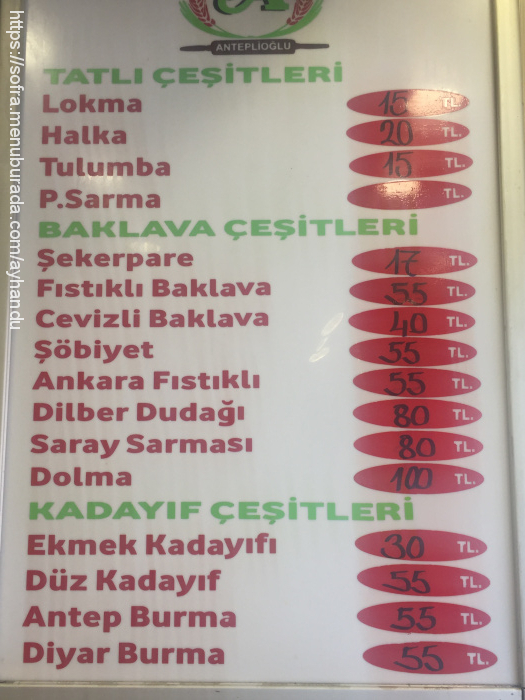 ANTEPLİOĞLU
TATLI ÇEŞİTLERİ
Lokma 15 TL.
Halka 20 TL.
Tulumba 15 TL.
P.Sarma TL.
BAKLAVA ÇEŞİTLERİ
Şekerpare 17 TL.
Fıstıklı Baklava 55 TL.
Cevizli Baklava 40 TL.
Şöbiyet 55 TL.
Ankara Fıstıklı 55 TL.
Dilber Dudağı 80 TL.
Saray Sarması 80 TL.
Dolma 100 TL.
KADAYIF ÇEŞİTLERİ
Ekmek Kadayıfı 30 TL.
Düz Kadayıf 55 TL.
Antep Burma 55 TL.
Diyar Burma 55 TL.
https://sofra.menuburada.com/ayhandu